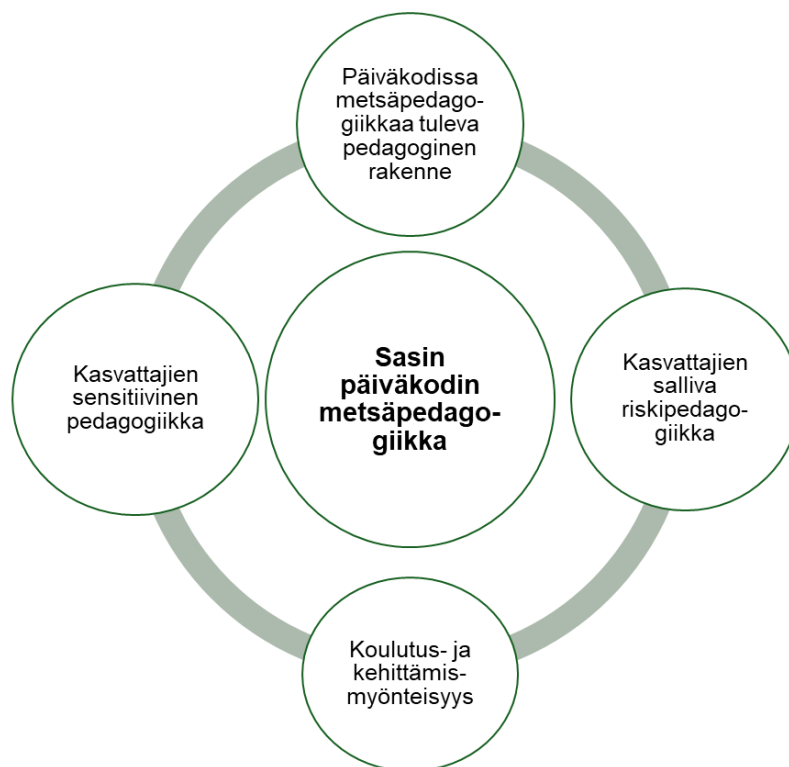 Päiväkodissa
metsäpedago-
giikkaa tuleva
pedagoginen
rakenne
Kasvattajien
sensitiivinen
pedagogiikka
Sasin
päiväkodin
metsäpedago-
giikka
Kasvattajien
salliva
riskipedago-
giikka
Koulutus- ja
kehittämis-
myönteisyys